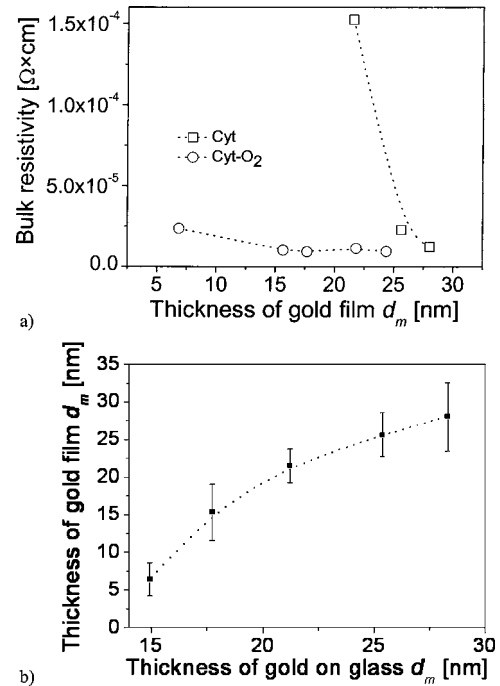 1.5x10⁻⁴
1.0x10⁻⁴
5.0x10⁻⁵
0.0
Bulk resistivity [Ω×cm]
Cyt
Cyt-O₂
5 10 15 20 25 30
Thickness of gold film dₘ [nm]
a)
35
30
25
20
15
10
5
0
Thickness of gold film dₘ [nm]
15 20 25 30
Thickness of gold on glass dₘ [nm]
b)